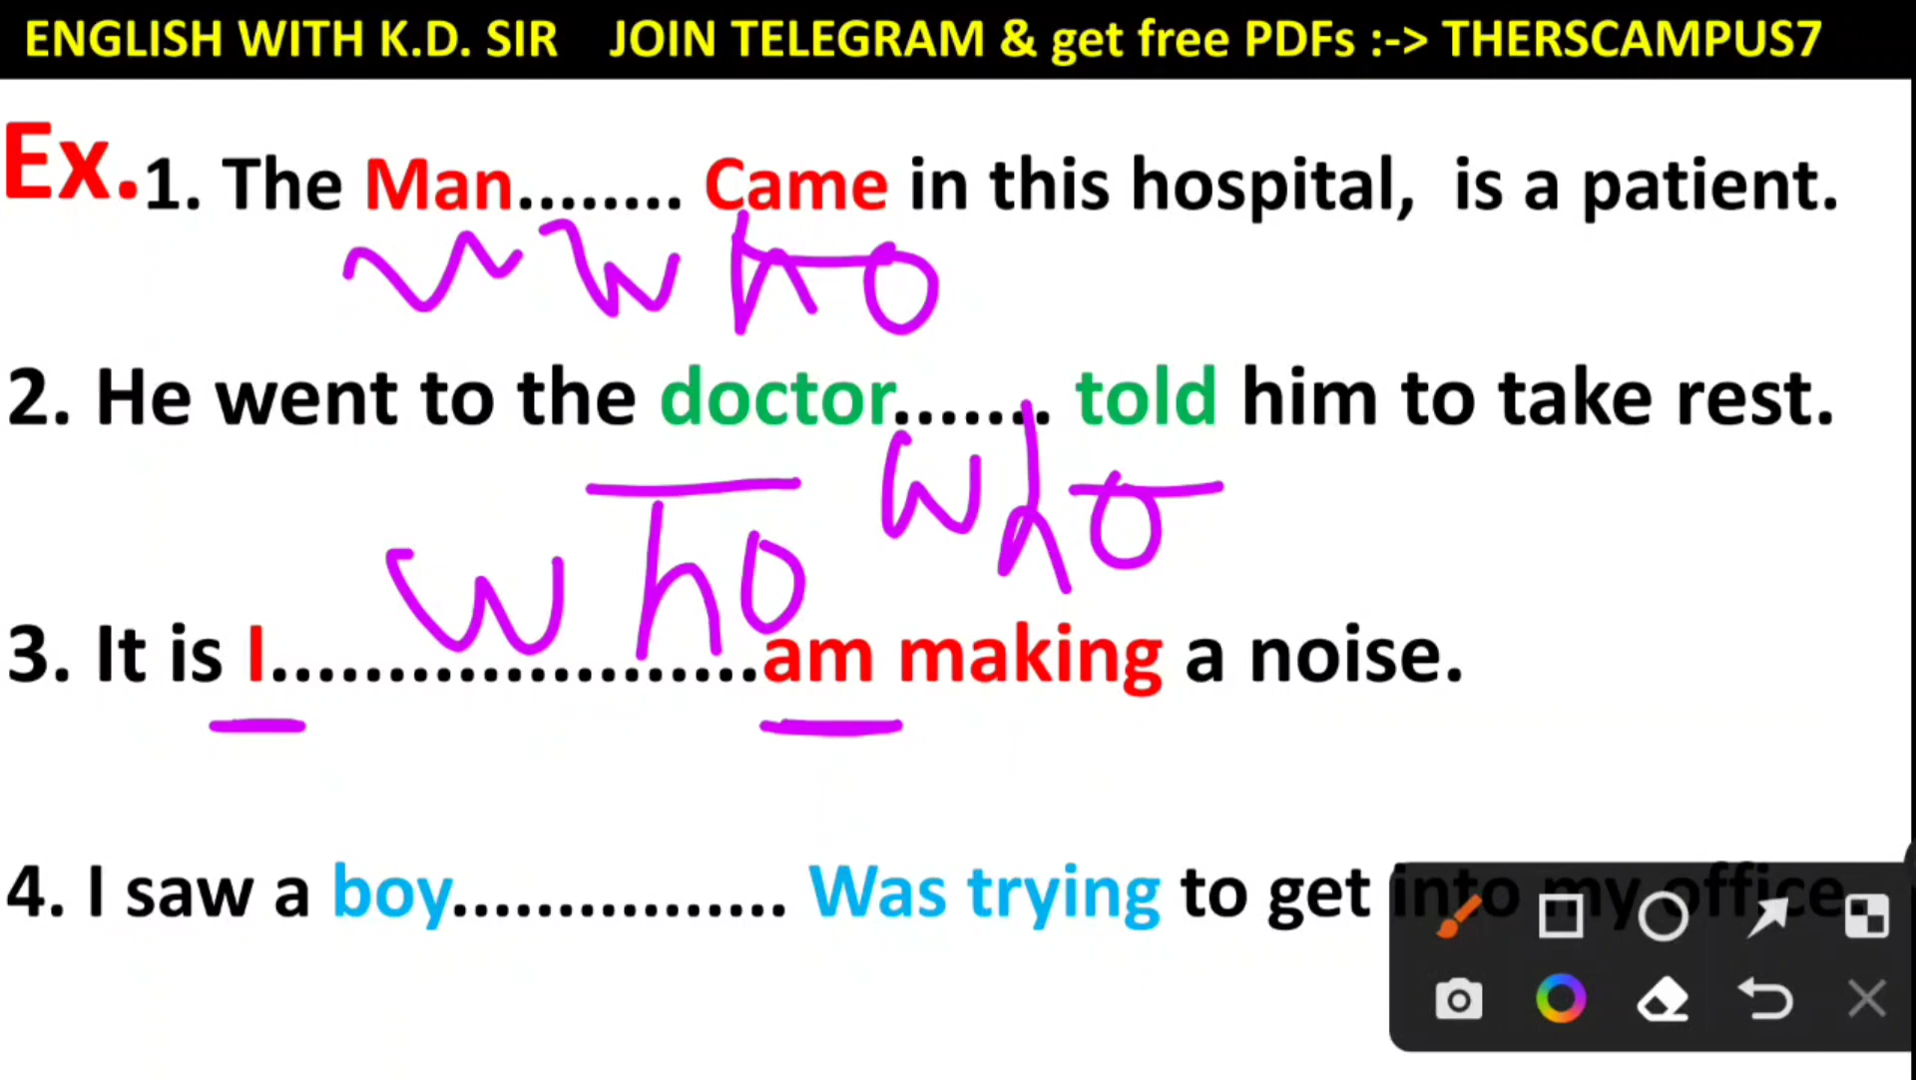 ENGLISH WITH K.D. SIR JOIN TELEGRAM & get free PDFs :-> THERSCAMPUS7
Ex.1. The Man........ Came in this hospital, is a patient.
who
2. He went to the doctor....... told him to take rest.
who
who
3. It is I.....................am making a noise.
4. I saw a boy............... Was trying to get into my office.